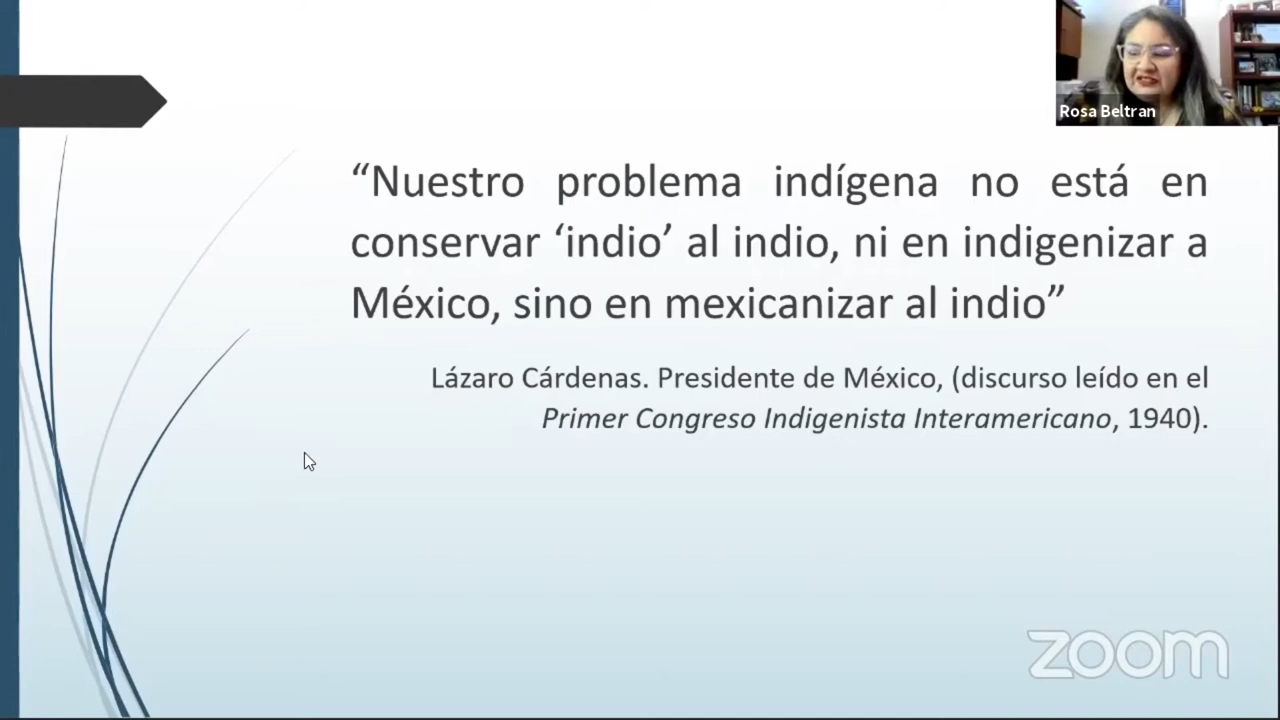 Rosa Beltran
“Nuestro problema indígena no está en
conservar ‘indio’ al indio, ni en indigenizar a
México, sino en mexicanizar al indio”
Lázaro Cárdenas. Presidente de México, (discurso leído en el
Primer Congreso Indigenista Interamericano, 1940).
zoom